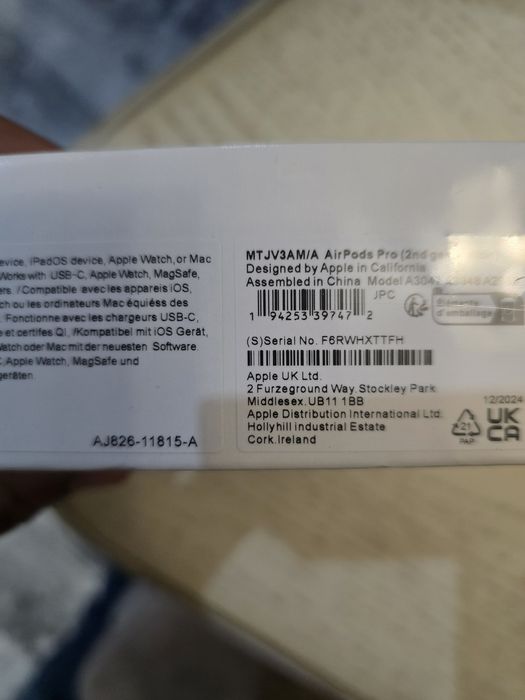 evice, iPadOS device, Apple Watch, or Mac
Works with USB-C, Apple Watch, MagSafe,
ers. /Compatible avec les appareils iOS,
ch ou les ordinateurs Mac équiéss des
. Fonctionne avec les chargeurs USB-C,
e et certifes QI. /Kompatibel mit iOS Gerät,
Watch oder Mac mit der neuesten Software.
C, Apple Watch, MagSafe und
geräten.
AJ826-11815-A
MTJV3AM/A AirPods Pro (2nd
Designed by Apple in California
Assembled in China Model
JPC
1 94253 39747 2
Éléments
d'emballage
(S)Serial No. F6RWHXTTFH
Apple UK Ltd.
2 Furzeground Way.Stockley Park
Middlesex.UB11 1BB
Apple Distribution International Ltd.
Hollyhill industrial Estate
Cork.Ireland
12/2024
21
PAP
UK
CA